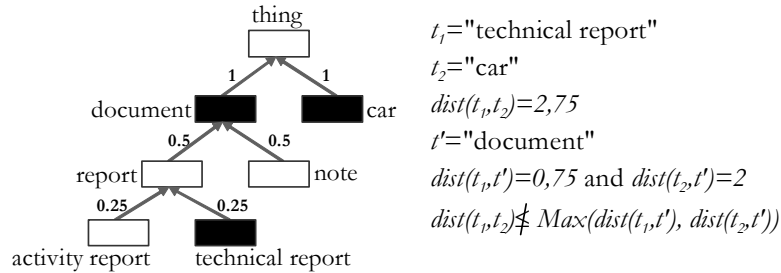 thing
1 1
document car
0.5 0.5
report note
0.25 0.25
activity report technical report
t₁="technical report"
t₂="car"
dist(t₁,t₂)=2,75
t'="document"
dist(t₁,t')=0,75 and dist(t₂,t')=2
dist(t₁,t₂)≰ Max(dist(t₁,t'), dist(t₂,t'))